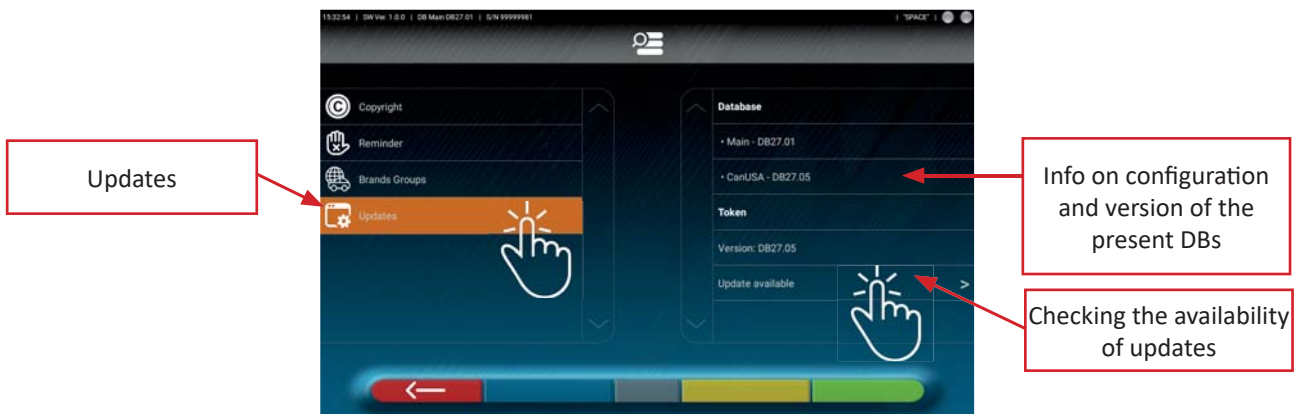 15:32:54 | SW Ver. 1.0.0 | DB Main DB27.01 | S/N 99999981 | "SPACE" |
Copyright
Reminder
Brands Groups
Updates
Database
• Main - DB27.01
• CanUSA - DB27.05
Token
Version: DB27.05
Update available >
Updates
Info on configuration
and version of the
present DBs
Checking the availability
of updates